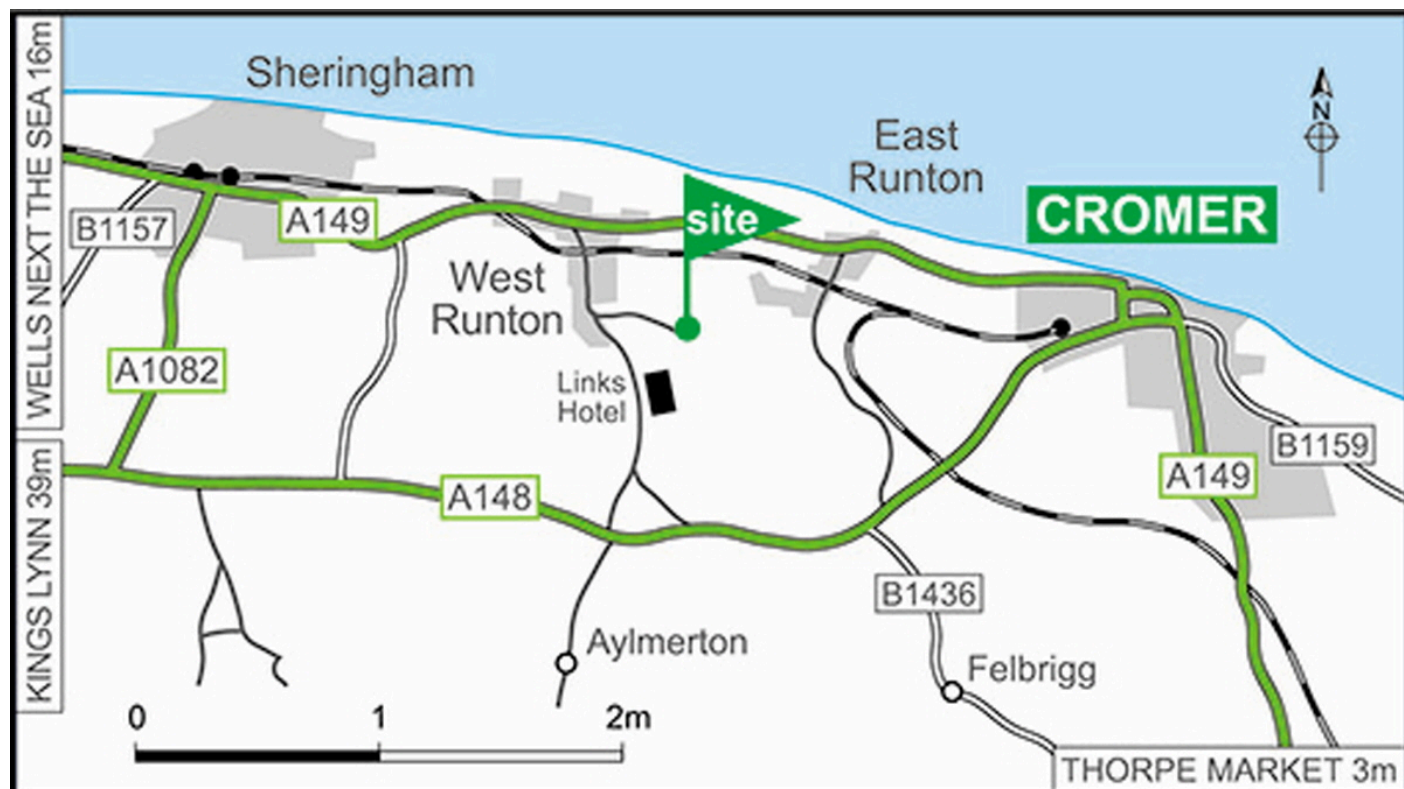 WELLS NEXT THE SEA 16m
KINGS LYNN 39m
Sheringham
East
Runton
N
CROMER
site
A149
B1157
West
Runton
A1082
Links
Hotel
B1159
A149
A148
B1436
Aylmerton
Felbrigg
0 1 2m
THORPE MARKET 3m